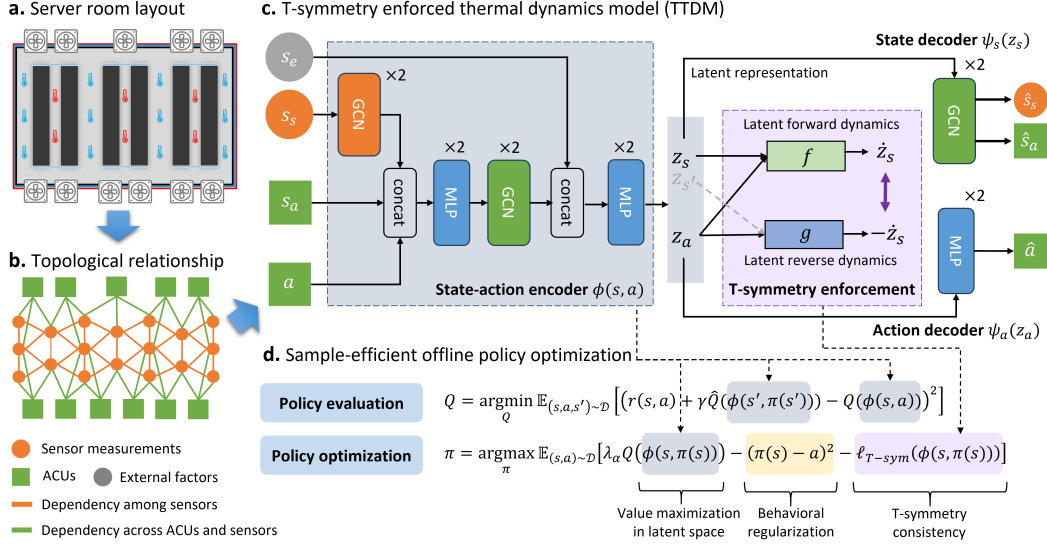 a. Server room layout
b. Topological relationship
Sensor measurements
ACUs
External factors
Dependency among sensors
Dependency across ACUs and sensors
c. T-symmetry enforced thermal dynamics model (TTDM)
s_e
s_s
s_a
a
×2
GCN
concat
×2
MLP
×2
GCN
concat
×2
MLP
State-action encoder ϕ(s, a)
Latent representation
z_s
z_s′
z_a
Latent forward dynamics
f
ż_s
g
−ż_s
Latent reverse dynamics
T-symmetry enforcement
State decoder ψ_s(z_s)
×2
GCN
ŝ_s
ŝ_a
×2
MLP
â
Action decoder ψ_a(z_a)
d. Sample-efficient offline policy optimization
Policy evaluation
Q = argmin_Q 𝔼_(s,a,s′)~𝒟 [(r(s, a) + γQ̂(ϕ(s′, π(s′))) − Q(ϕ(s, a)))^2]
Policy optimization
π = argmax_π 𝔼_(s,a)~𝒟 [λ_α Q(ϕ(s, π(s))) − (π(s) − a)^2 − ℓ_T−sym(ϕ(s, π(s)))]
Value maximization
in latent space
Behavioral
regularization
T-symmetry
consistency